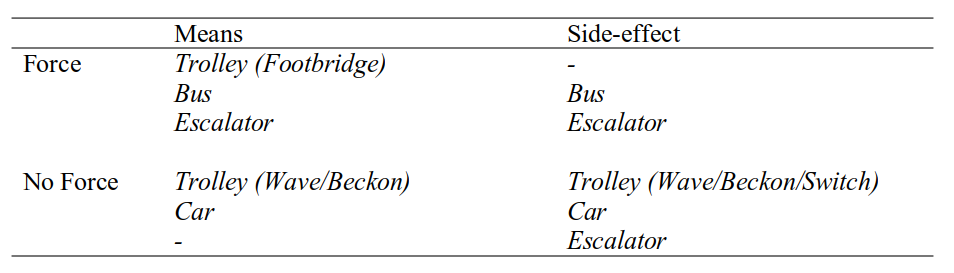 Means Side-effect
Force Trolley (Footbridge) -
Bus Bus
Escalator Escalator
No Force Trolley (Wave/Beckon) Trolley (Wave/Beckon/Switch)
Car Car
- Escalator